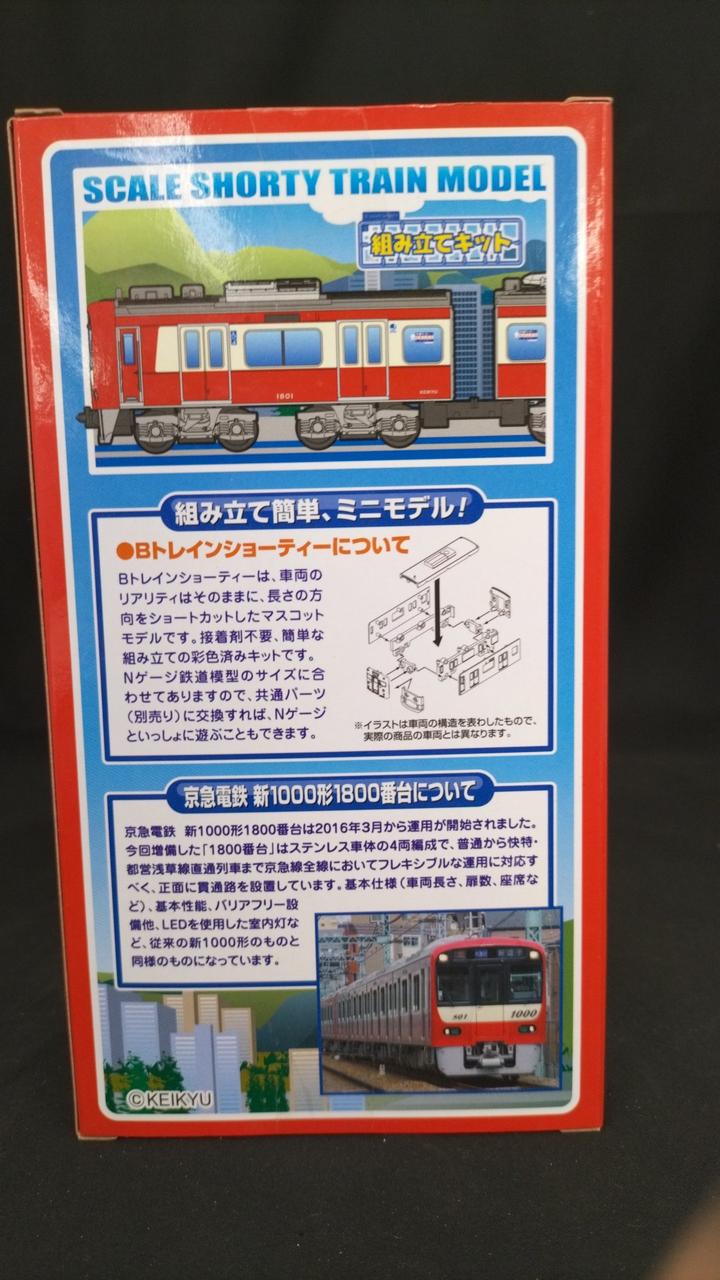 SCALE SHORTY TRAIN MODEL
組み立てキット
1801
KEIKYU
組み立て簡単、ミニモデル!
●Bトレインショーティーについて
Bトレインショーティーは、車両の
リアリティはそのままに、長さの方
向をショートカットしたマスコット
モデルです。接着剤不要、簡単な
組み立ての彩色済みキットです。
Nゲージ鉄道模型のサイズに合
わせてありますので、共通パーツ
(別売り)に交換すれば、Nゲージ
といっしょに遊ぶこともできます。
※イラストは車両の構造を表わしたもので、
実際の商品の車両とは異なります。
京急電鉄 新1000形1800番台について
京急電鉄 新1000形1800番台は2016年3月から運用が開始されました。
今回増備した「1800番台」はステンレス車体の4両編成で、普通から快特・
都営浅草線直通列車まで京急線全線においてフレキシブルな運用に対応す
べく、正面に貫通路を設置しています。基本仕様(車両長さ、扉数、座席な
ど)、基本性能、バリアフリー設
備他、LEDを使用した室内灯な
ど、従来の新1000形のものと
同様のものになっています。
801
1000
©KEIKYU